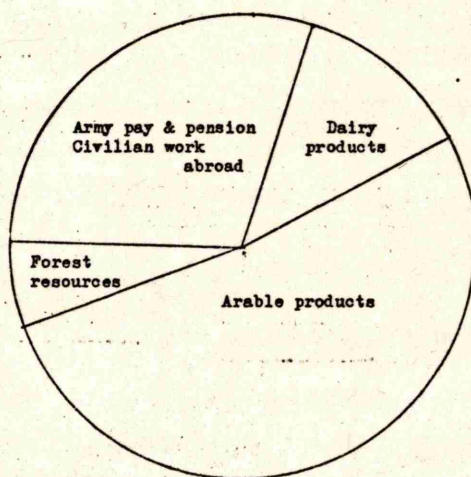 Army pay & pension
Civilian work
abroad
Dairy
products
Forest
resources
Arable products